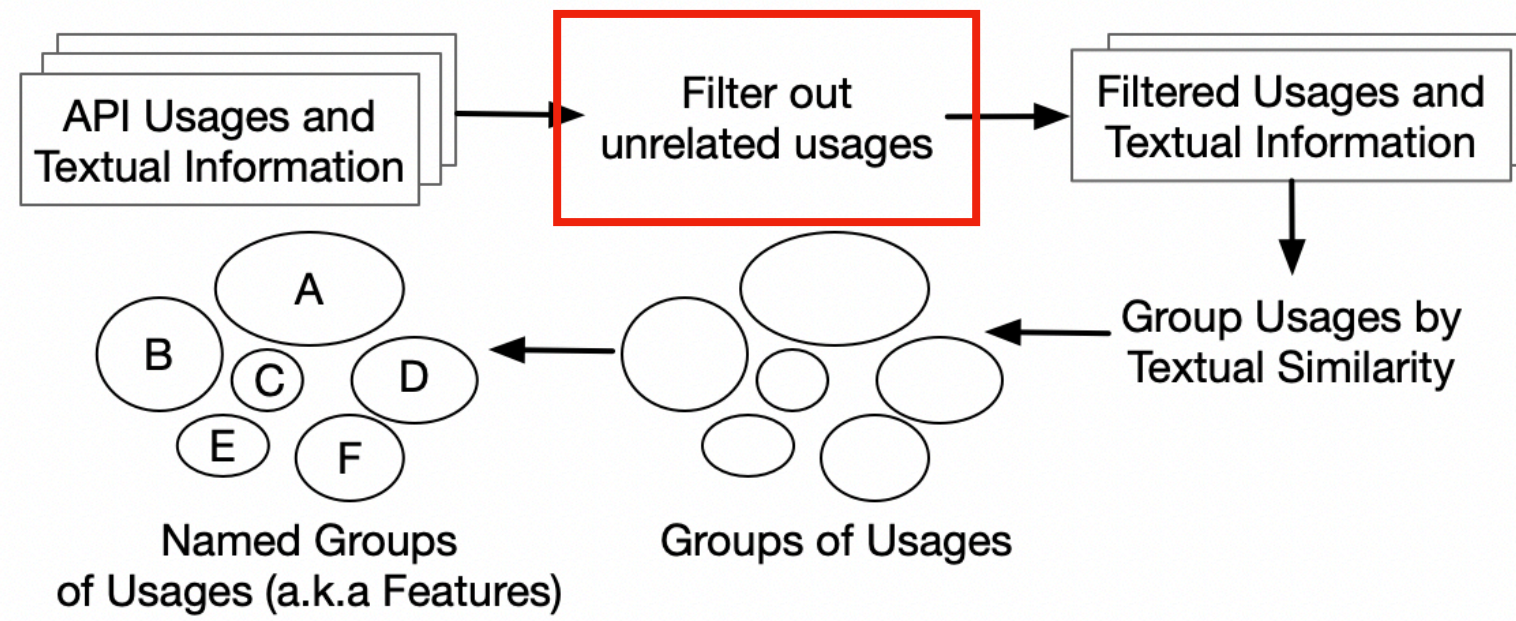 API Usages and
Textual Information
Filter out
unrelated usages
Filtered Usages and
Textual Information
Group Usages by
Textual Similarity
A
B
C
D
E
F
Groups of Usages
Named Groups
of Usages (a.k.a Features)